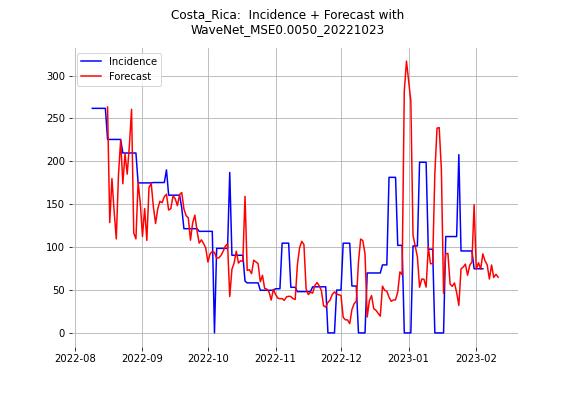 Costa_Rica:  Incidence + Forecast with
WaveNet_MSE0.0050_20221023
Incidence
Forecast
300
250
200
150
100
50
0
2022-08 2022-09 2022-10 2022-11 2022-12 2023-01 2023-02